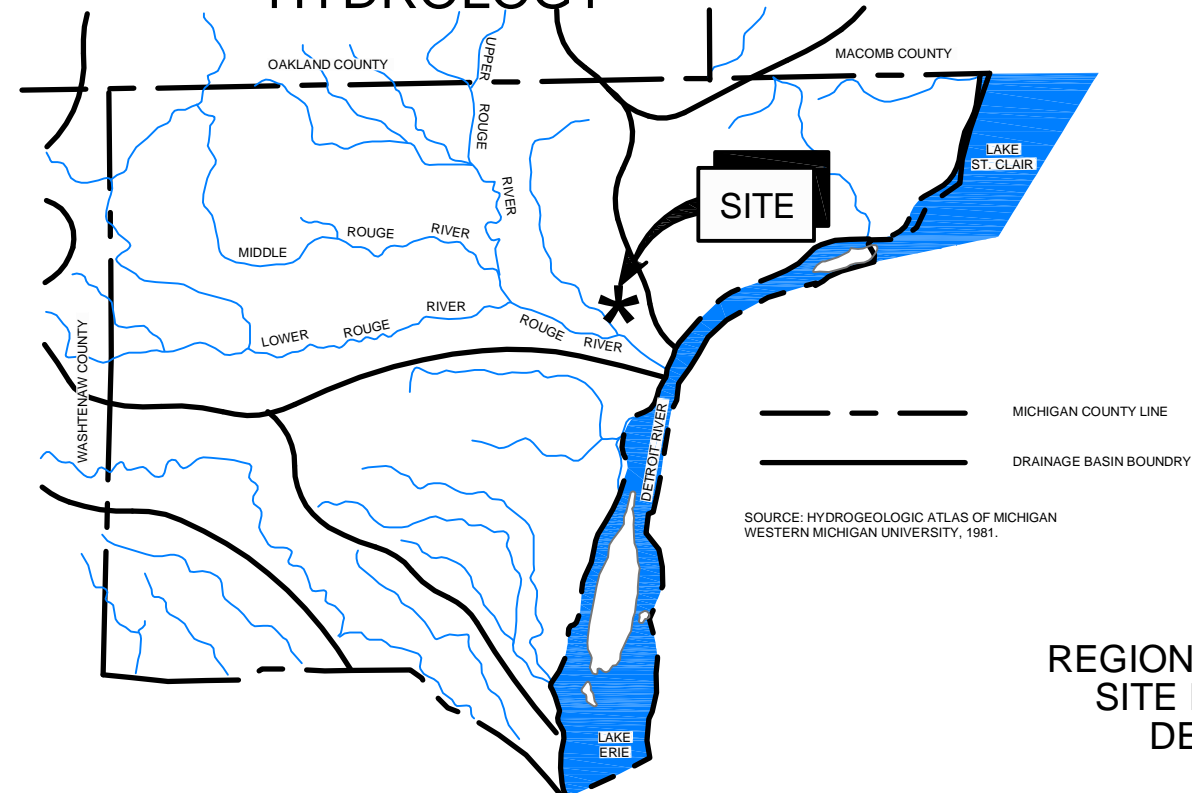 HYDROLOGY
OAKLAND COUNTY
MACOMB COUNTY
UPPER
ROUGE
RIVER
LAKE
ST. CLAIR
SITE
MIDDLE
ROUGE
RIVER
LOWER
ROUGE
RIVER
ROUGE
RIVER
WASHTENAW COUNTY
DETROIT RIVER
MICHIGAN COUNTY LINE
DRAINAGE BASIN BOUNDRY
SOURCE: HYDROGEOLOGIC ATLAS OF MICHIGAN
WESTERN MICHIGAN UNIVERSITY, 1981.
LAKE
ERIE
REGION
SITE
DE